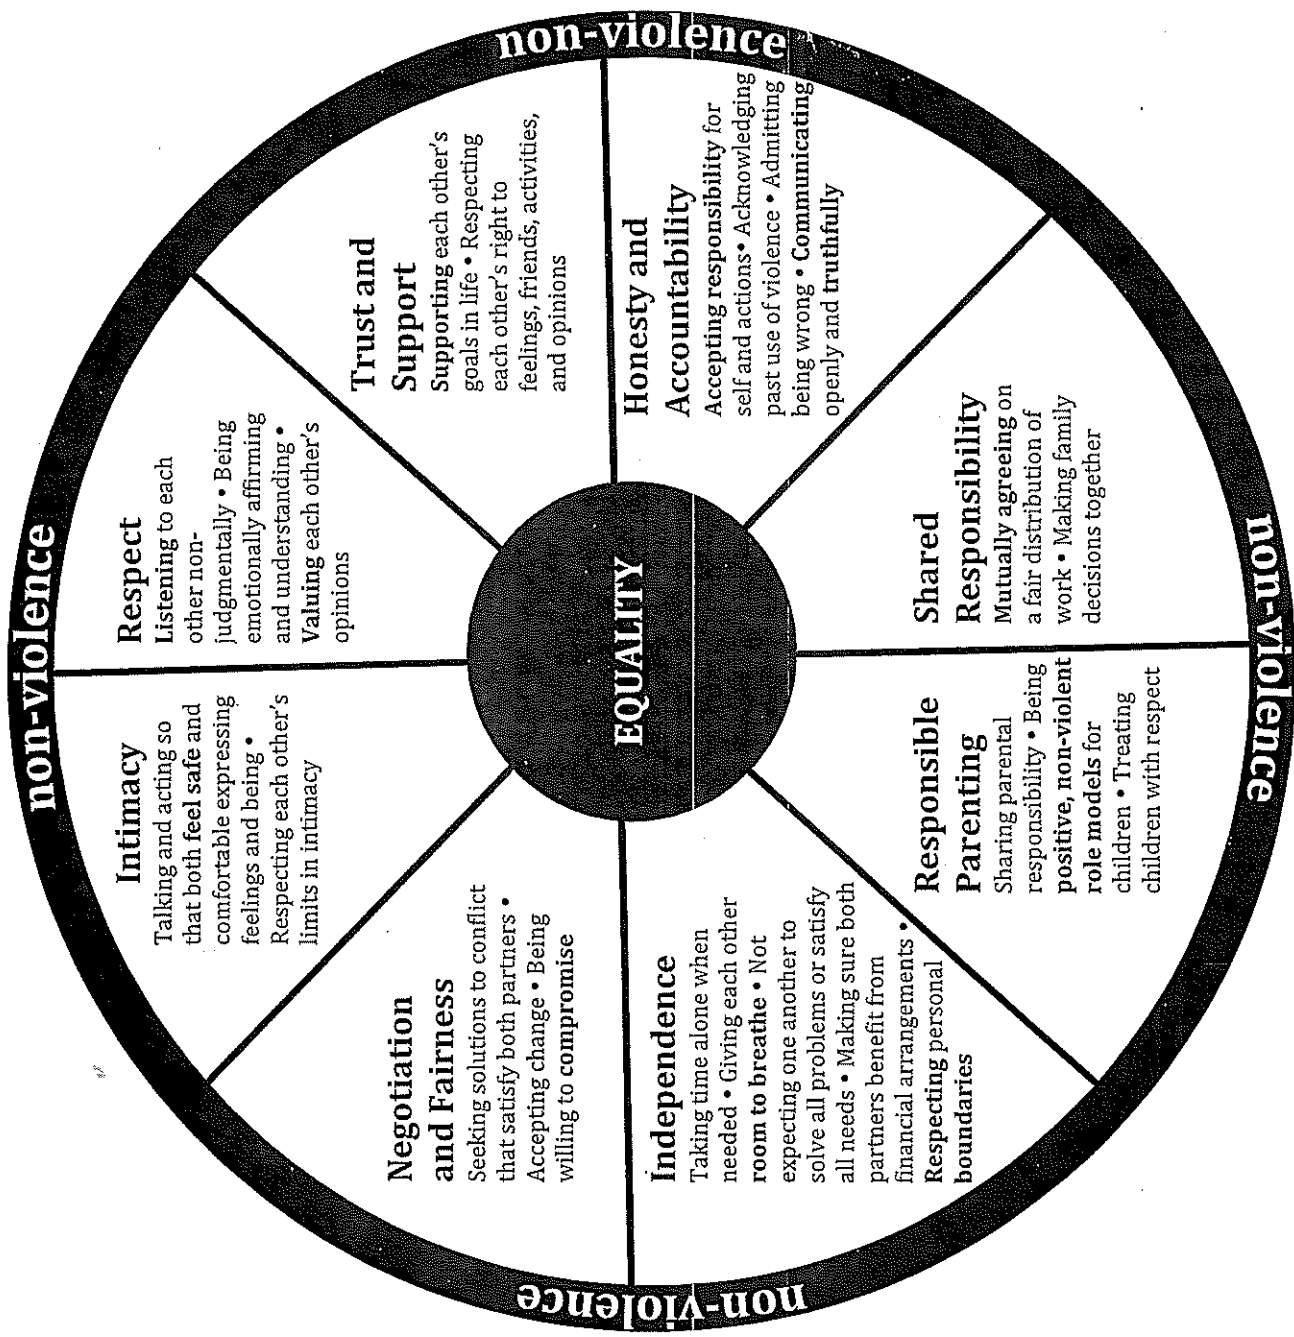 non-violence
Intimacy
Talking and acting so
that both feel safe and
comfortable expressing
feelings and being •
Respecting each other's
limits in intimacy
Respect
Listening to each
other non-
judgmentally • Being
emotionally affirming
and understanding •
Valuing each other's
opinions
Negotiation
and Fairness
Seeking solutions to conflict
that satisfy both partners •
Accepting change • Being
willing to compromise
Trust and
Support
Supporting each other's
goals in life • Respecting
each other's right to
feelings, friends, activities,
and opinions
non-violence
EQUALITY
non-violence
Independence
Taking time alone when
needed • Giving each other
room to breathe • Not
expecting one another to
solve all problems or satisfy
all needs • Making sure both
partners benefit from
financial arrangements •
Respecting personal
boundaries
Honesty and
Accountability
Accepting responsibility for
self and actions • Acknowledging
past use of violence • Admitting
being wrong • Communicating
openly and truthfully
Responsible
Parenting
Sharing parental
responsibility • Being
positive, non-violent
role models for
children • Treating
children with respect
Shared
Responsibility
Mutually agreeing on
a fair distribution of
work • Making family
decisions together
non-violence